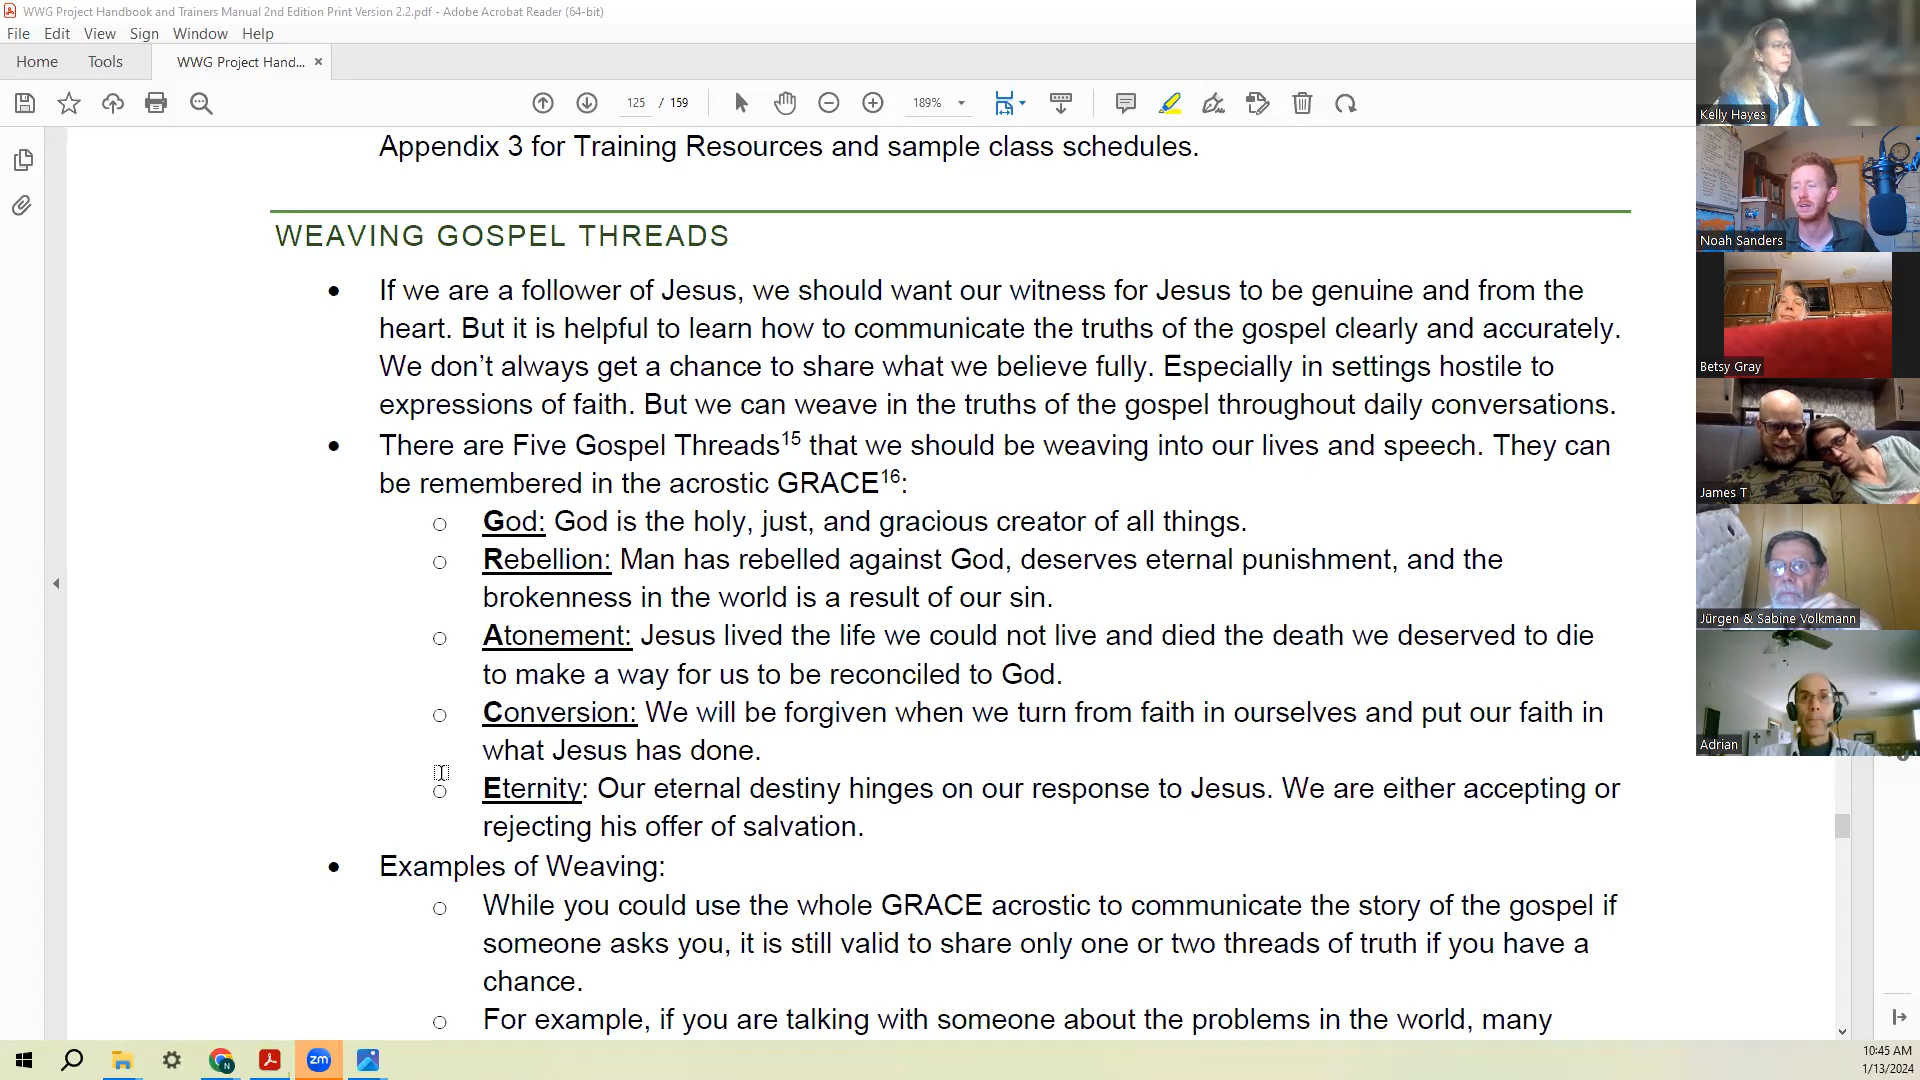 WWG Project Handbook and Trainers Manual 2nd Edition Print Version 2.2.pdf - Adobe Acrobat Reader (64-bit)
File Edit View Sign Window Help
Home Tools WWG Project Hand... ×
125 / 159 189%
Appendix 3 for Training Resources and sample class schedules.
WEAVING GOSPEL THREADS
• If we are a follower of Jesus, we should want our witness for Jesus to be genuine and from the
heart. But it is helpful to learn how to communicate the truths of the gospel clearly and accurately.
We don’t always get a chance to share what we believe fully. Especially in settings hostile to
expressions of faith. But we can weave in the truths of the gospel throughout daily conversations.
• There are Five Gospel Threads15 that we should be weaving into our lives and speech. They can
be remembered in the acrostic GRACE16:
○ God: God is the holy, just, and gracious creator of all things.
○ Rebellion: Man has rebelled against God, deserves eternal punishment, and the
brokenness in the world is a result of our sin.
○ Atonement: Jesus lived the life we could not live and died the death we deserved to die
to make a way for us to be reconciled to God.
○ Conversion: We will be forgiven when we turn from faith in ourselves and put our faith in
what Jesus has done.
○ Eternity: Our eternal destiny hinges on our response to Jesus. We are either accepting or
rejecting his offer of salvation.
• Examples of Weaving:
○ While you could use the whole GRACE acrostic to communicate the story of the gospel if
someone asks you, it is still valid to share only one or two threads of truth if you have a
chance.
○ For example, if you are talking with someone about the problems in the world, many
Kelly Hayes
Noah Sanders
Betsy Gray
James T
Jürgen & Sabine Volkmann
Adrian
zm
N
10:45 AM
1/13/2024